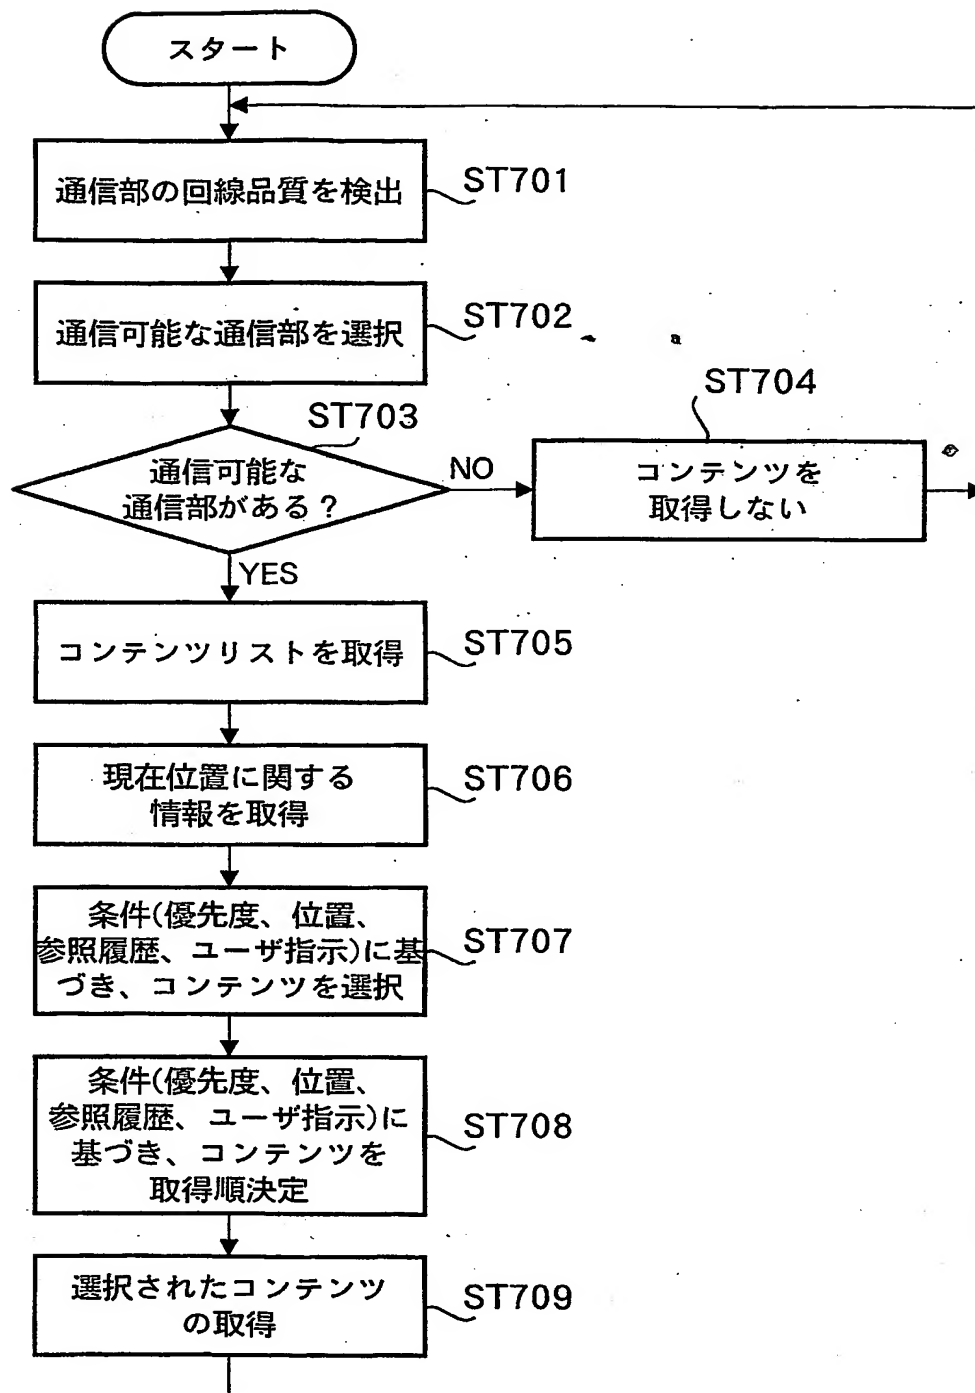 スタート
通信部の回線品質を検出
ST701
通信可能な通信部を選択
ST702
ST703
通信可能な
通信部がある？
NO
ST704
コンテンツを
取得しない
YES
コンテンツリストを取得
ST705
現在位置に関する
情報を取得
ST706
条件(優先度、位置、
参照履歴、ユーザ指示)に基
づき、コンテンツを選択
ST707
条件(優先度、位置、
参照履歴、ユーザ指示)に
基づき、コンテンツを
取得順決定
ST708
選択されたコンテンツ
の取得
ST709